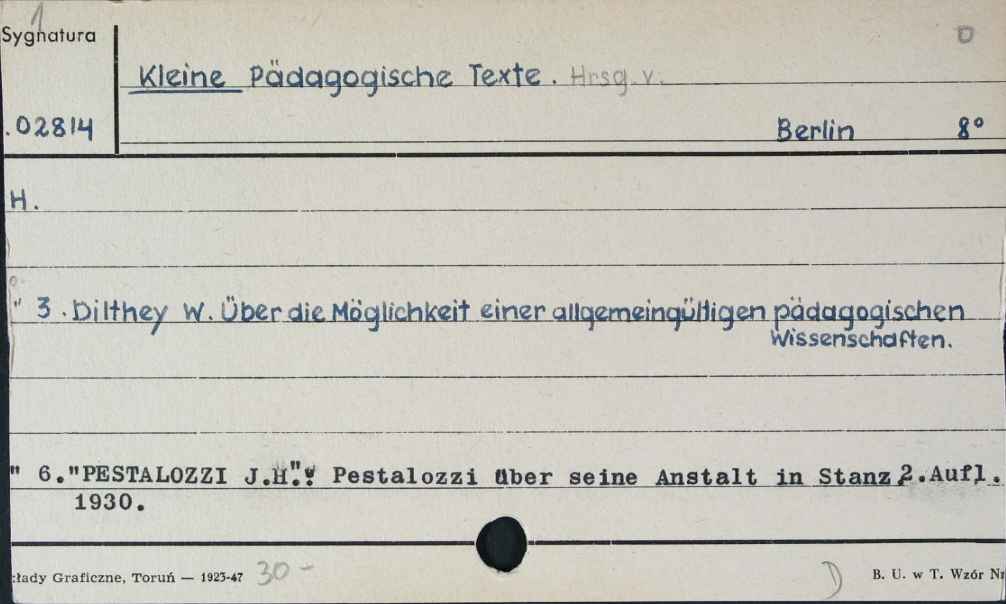 Sygnatura
Kleine Pädagogische Texte. Hrsg. v.
.02814
Berlin 8°
H.
" 3. Dilthey W. Über die Möglichkeit einer allgemeingültigen pädagogischen
Wissenschaften.
" 6. "PESTALOZZI J.H". Pestalozzi über seine Anstalt in Stanz, 2. Aufl.
1930.
łady Graficzne, Toruń — 1923-47 30 -
B. U. w T. Wzór Nr